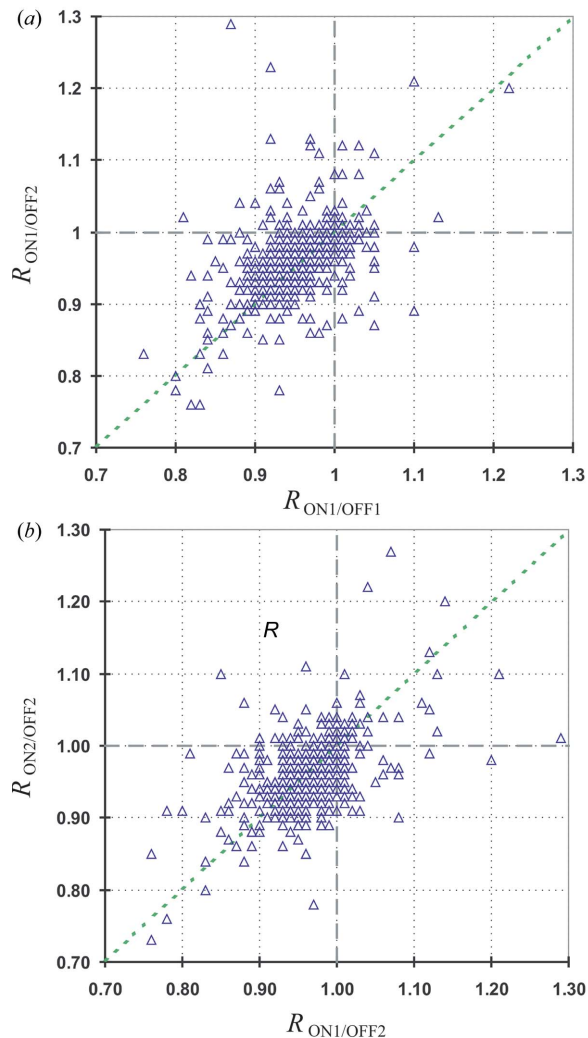 (a)
1.3
1.2
1.1
1
0.9
0.8
0.7
R ON1/OFF2
0.7 0.8 0.9 1 1.1 1.2 1.3
R ON1/OFF1
(b)
1.30
1.20
1.10
1.00
0.90
0.80
0.70
R ON2/OFF2
R
0.70 0.80 0.90 1.00 1.10 1.20 1.30
R ON1/OFF2